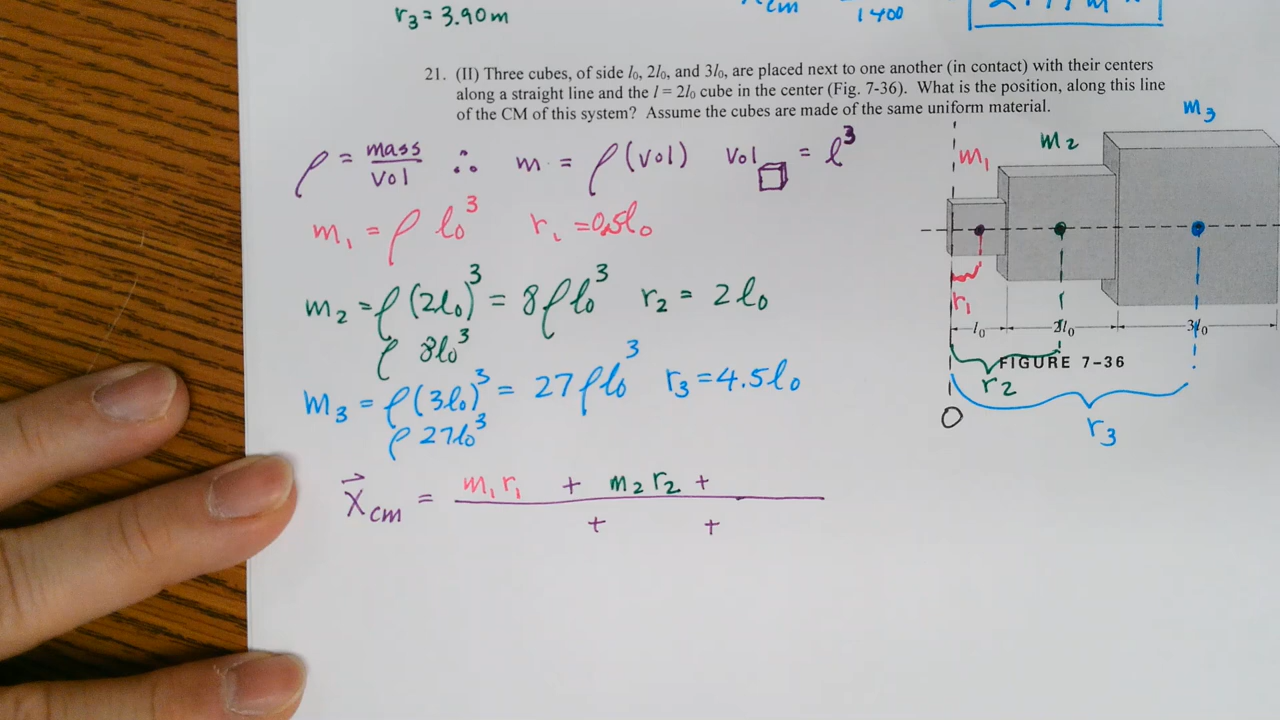 r₃ = 3.90m
cm 1400
21. (II) Three cubes, of side l₀, 2l₀, and 3l₀, are placed next to one another (in contact) with their centers
along a straight line and the l = 2l₀ cube in the center (Fig. 7-36). What is the position, along this line
of the CM of this system? Assume the cubes are made of the same uniform material.
ρ = mass/vol ∴ m = ρ(vol) Vol = l³
m₁ = ρ l₀³ r₁ = 0.5l₀
m₂ = ρ(2l₀)³ = 8ρl₀³ r₂ = 2l₀
ρ 8l₀³
m₃ = ρ(3l₀)³ = 27ρl₀³ r₃ = 4.5l₀
ρ 27l₀³
X⃗cm = m₁r₁ + m₂r₂ +
+ +
m₃
m₂
m₁
r₁
l₀ 2l₀ 3l₀
FIGURE 7-36
r₂
O
r₃